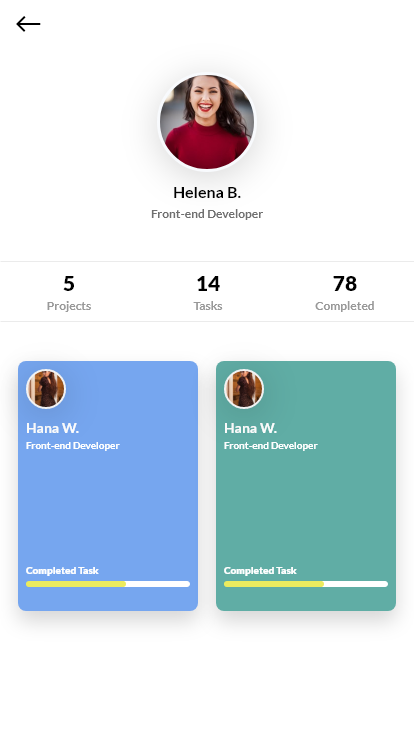 Helena B.
Front-end Developer
5 14 78
Projects Tasks Completed
Hana W. Hana W.
Front-end Developer Front-end Developer
Completed Task Completed Task